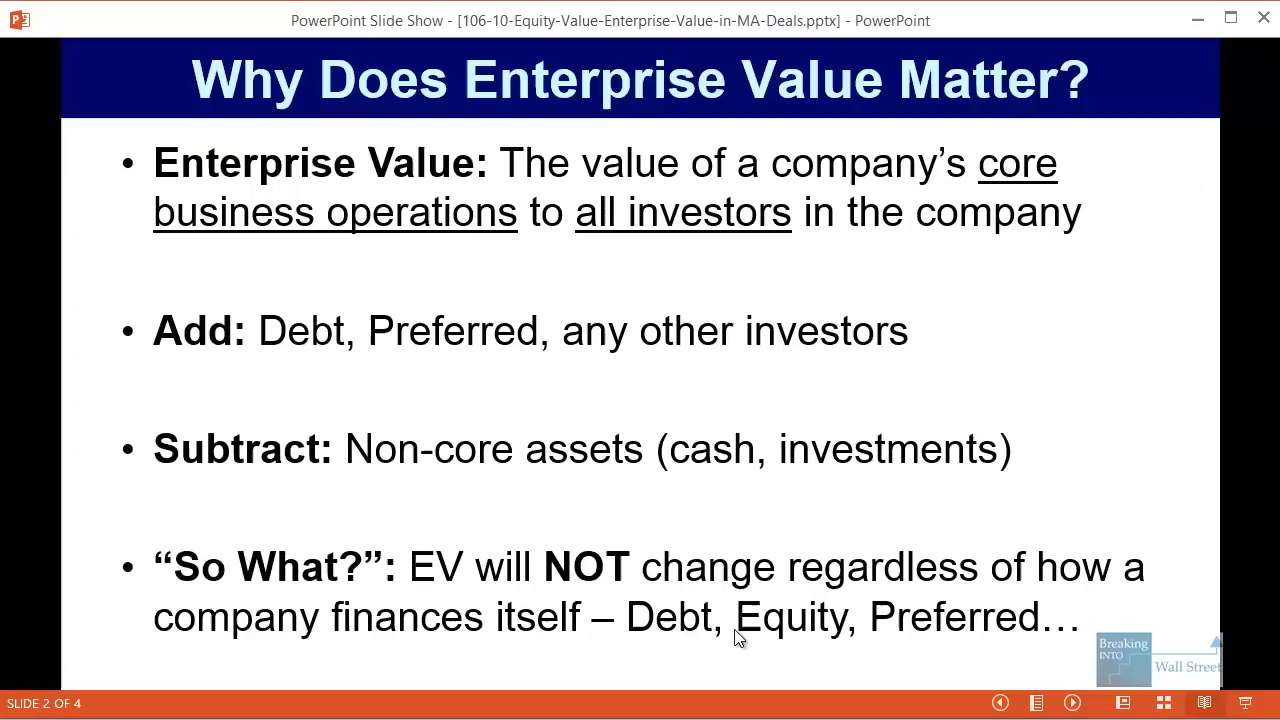 PowerPoint Slide Show - [106-10-Equity-Value-Enterprise-Value-in-MA-Deals.pptx] - PowerPoint
Why Does Enterprise Value Matter?
• Enterprise Value: The value of a company’s core
business operations to all investors in the company
• Add: Debt, Preferred, any other investors
• Subtract: Non-core assets (cash, investments)
• “So What?”: EV will NOT change regardless of how a
company finances itself – Debt, Equity, Preferred…
Breaking
INTO
Wall Street
SLIDE 2 OF 4